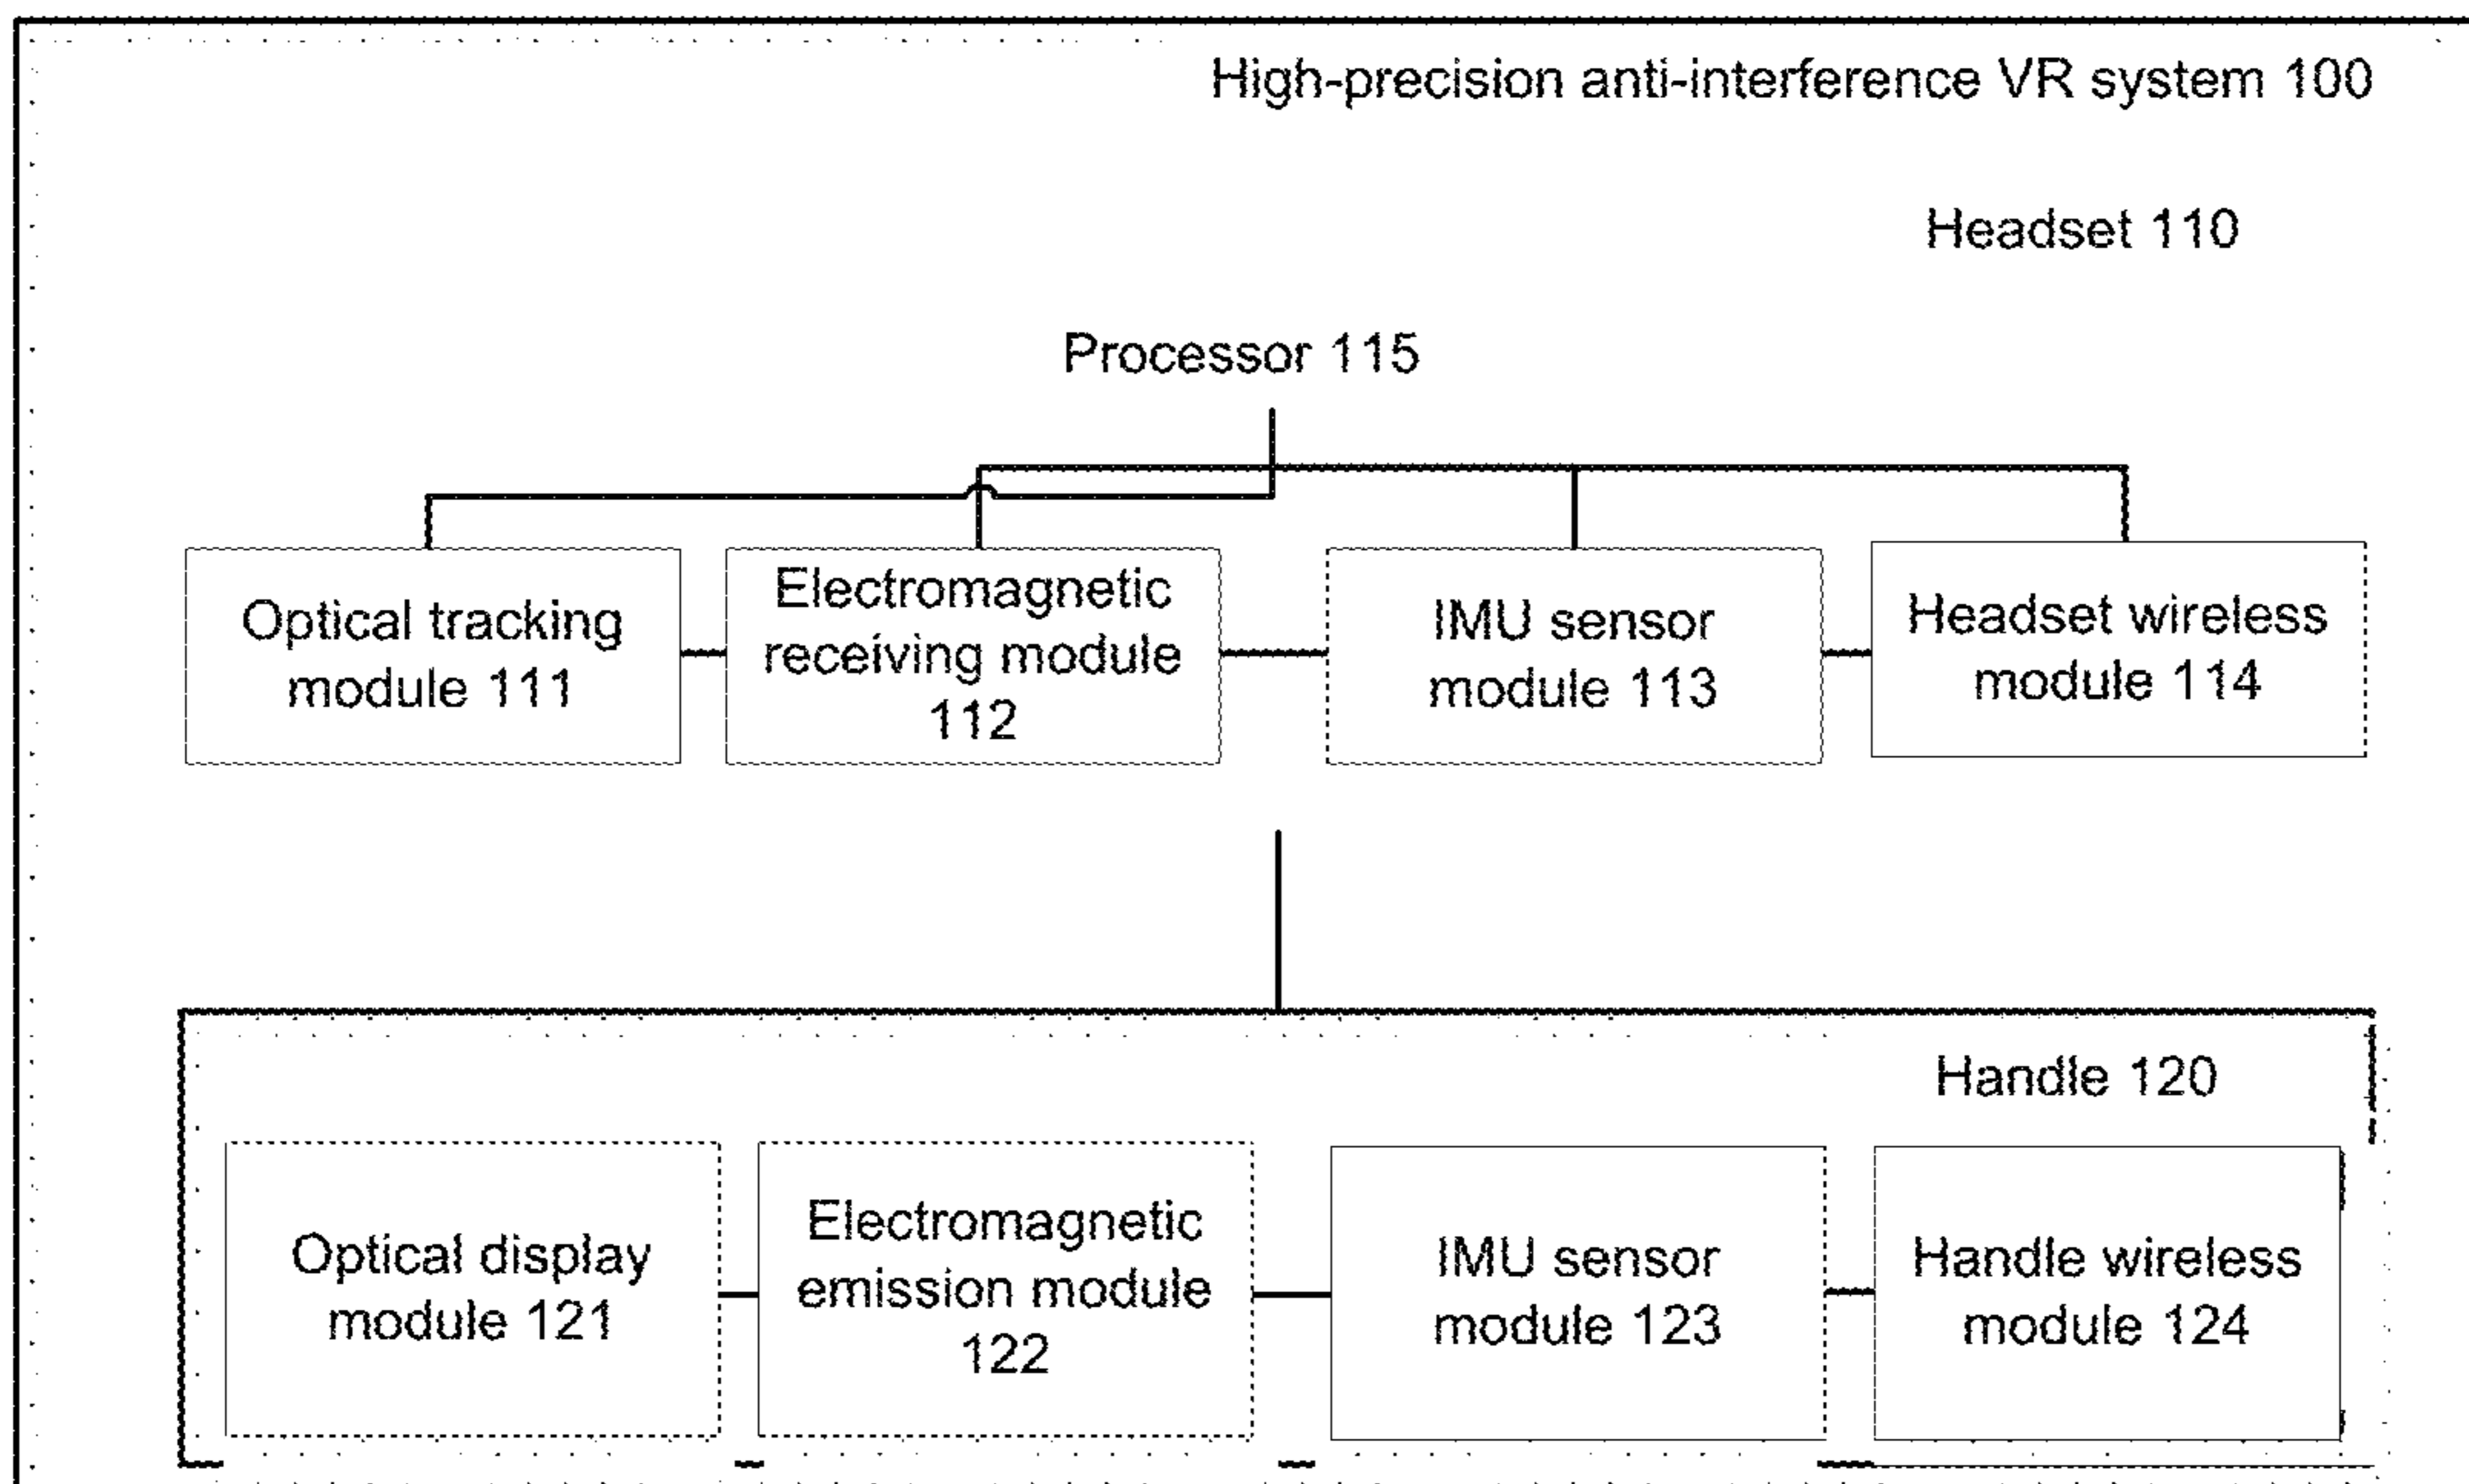 High-precision anti-interference VR system 100
Headset 110
Processor 115
Optical tracking
module 111
Electromagnetic
receiving module
112
IMU sensor
module 113
Headset wireless
module 114
Handle 120
Optical display
module 121
Electromagnetic
emission module
122
IMU sensor
module 123
Handle wireless
module 124